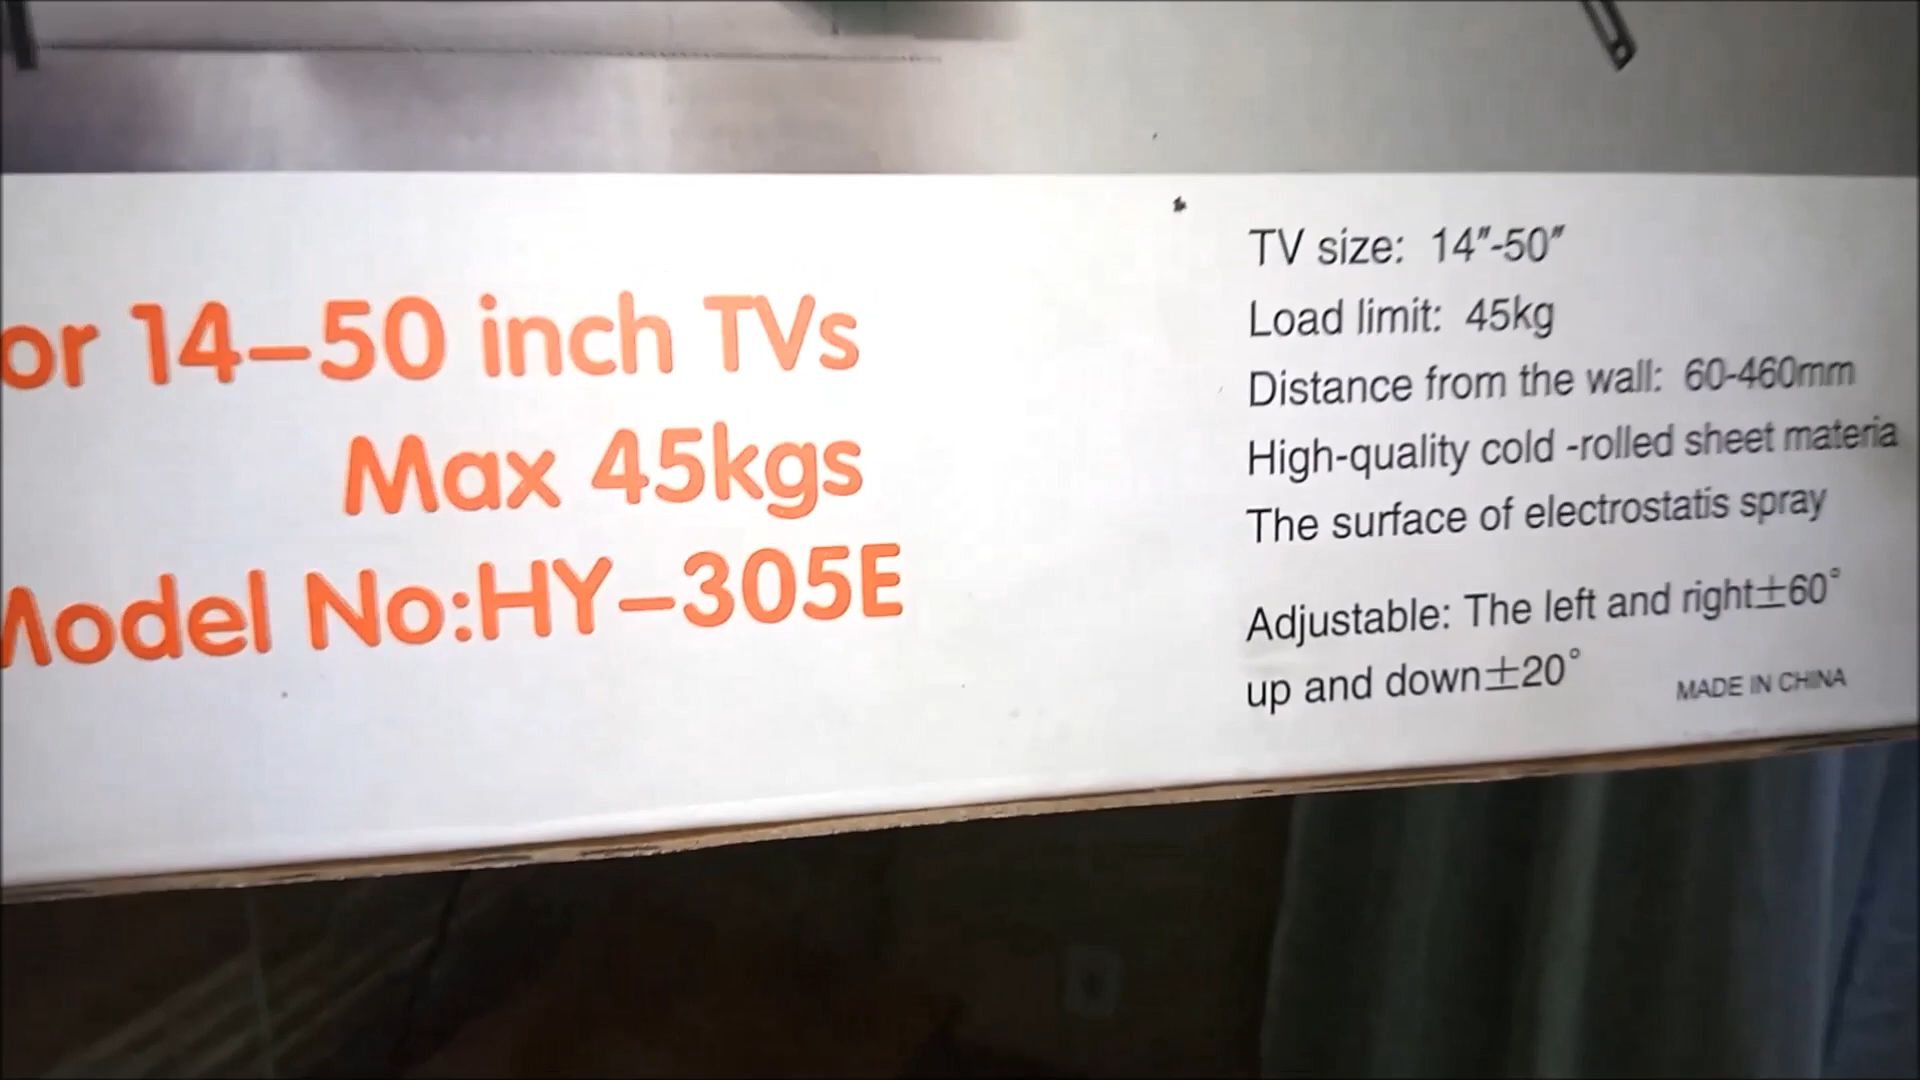 or 14–50 inch TVs
Max 45kgs
Model No:HY–305E
TV size: 14"-50"
Load limit: 45kg
Distance from the wall: 60-460mm
High-quality cold -rolled sheet materia
The surface of electrostatis spray
Adjustable: The left and right±60°
up and down±20°
MADE IN CHINA